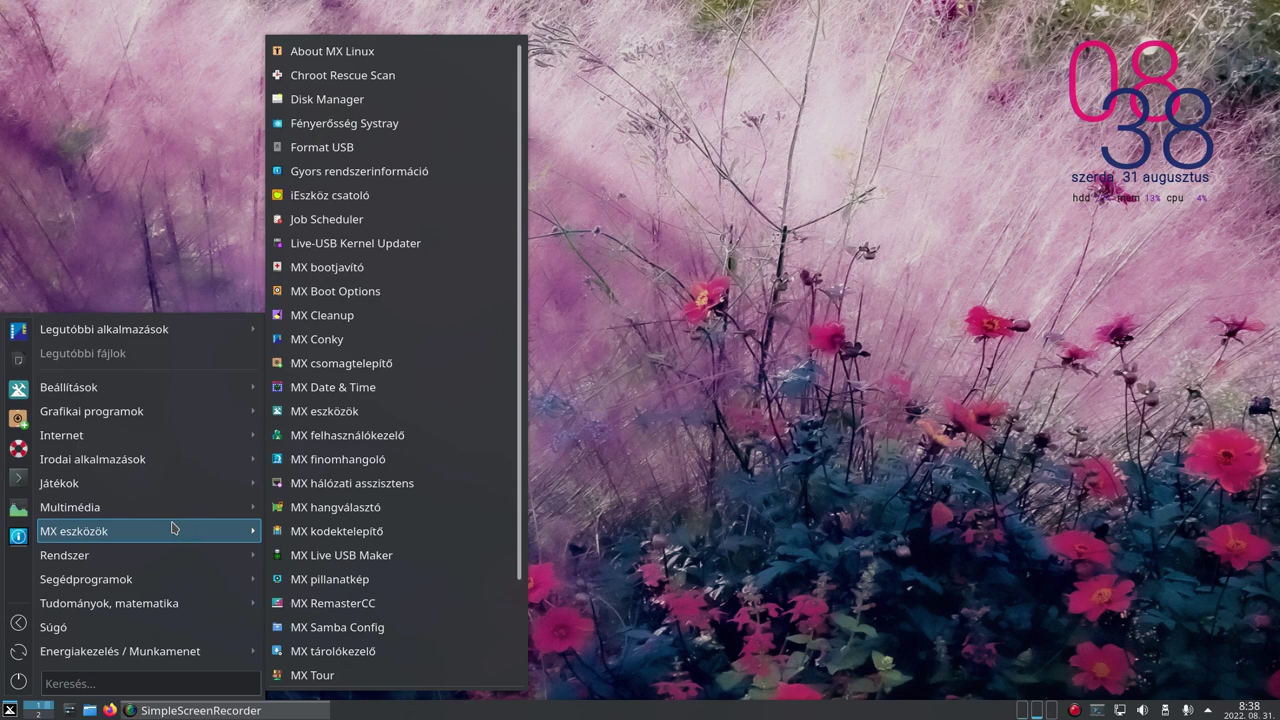 08
38
szerda 31 augusztus
hdd mem 13% cpu 4%
About MX Linux
Chroot Rescue Scan
Disk Manager
Fényerősség Systray
Format USB
Gyors rendszerinformáció
iEszköz csatoló
Job Scheduler
Live-USB Kernel Updater
MX bootjavító
MX Boot Options
MX Cleanup
MX Conky
MX csomagtelepítő
MX Date & Time
MX eszközök
MX felhasználókezelő
MX finomhangoló
MX hálózati asszisztens
MX hangválasztó
MX kodektelepítő
MX Live USB Maker
MX pillanatkép
MX RemasterCC
MX Samba Config
MX tárolókezelő
MX Tour
Legutóbbi alkalmazások
Legutóbbi fájlok
Beállítások
Grafikai programok
Internet
Irodai alkalmazások
Játékok
Multimédia
MX eszközök
Rendszer
Segédprogramok
Tudományok, matematika
Súgó
Energiakezelés / Munkamenet
Keresés...
1
2
SimpleScreenRecorder
8:38
2022. 08. 31.